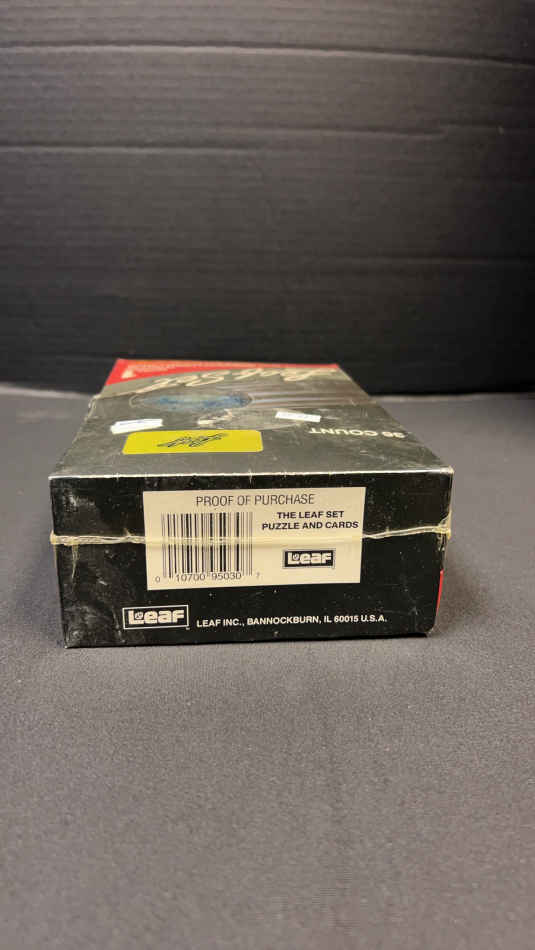 36 COUNT
PROOF OF PURCHASE
THE LEAF SET
PUZZLE AND CARDS
Leaf
0 10700 95030 7
Leaf
LEAF INC., BANNOCKBURN, IL 60015 U.S.A.